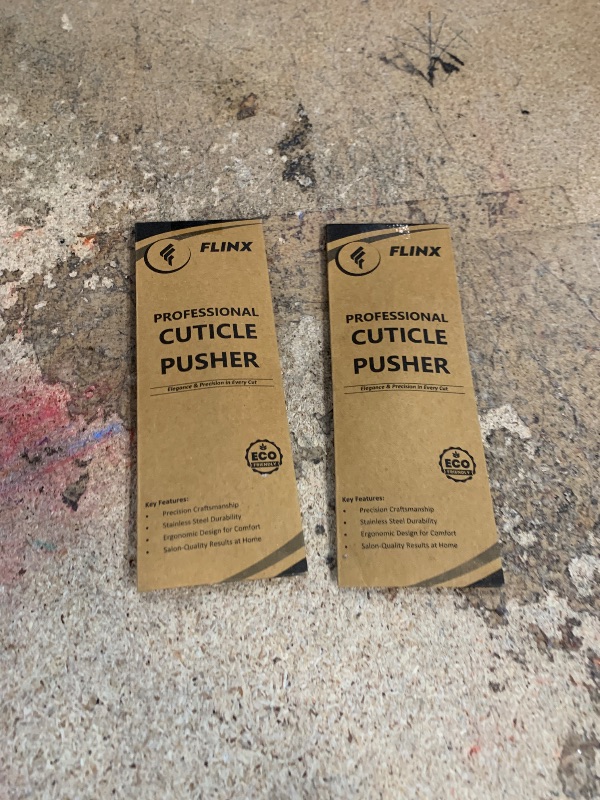 FLINX
PROFESSIONAL
CUTICLE
PUSHER
Elegance & Precision in Every Cut
ECO
FRIENDLY
Key Features:
• Precision Craftsmanship
• Stainless Steel Durability
• Ergonomic Design for Comfort
• Salon-Quality Results at Home
FLINX
PROFESSIONAL
CUTICLE
PUSHER
Elegance & Precision in Every Cut
ECO
FRIENDLY
Key Features:
• Precision Craftsmanship
• Stainless Steel Durability
• Ergonomic Design for Comfort
• Salon-Quality Results at Home